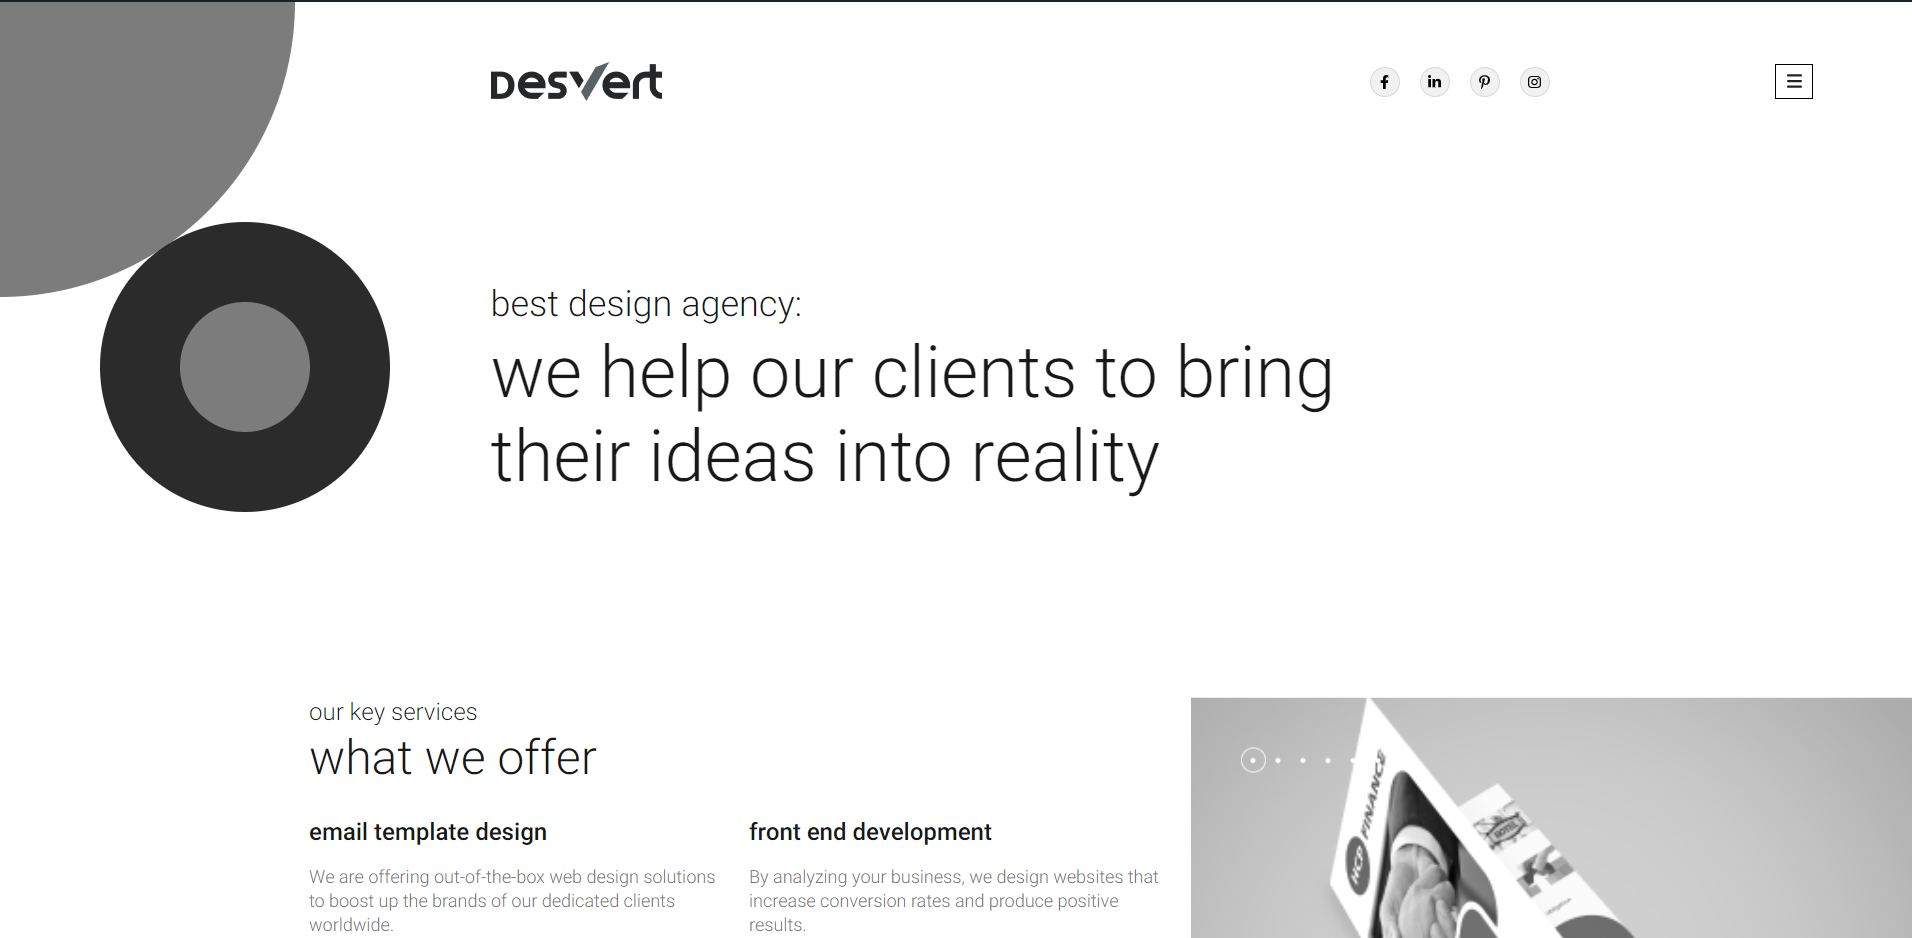 Desvert
best design agency:
we help our clients to bring
their ideas into reality
our key services
what we offer
email template design
We are offering out-of-the-box web design solutions
to boost up the brands of our dedicated clients
worldwide.
front end development
By analyzing your business, we design websites that
increase conversion rates and produce positive
results.
HCP FINANCE
HOTEL